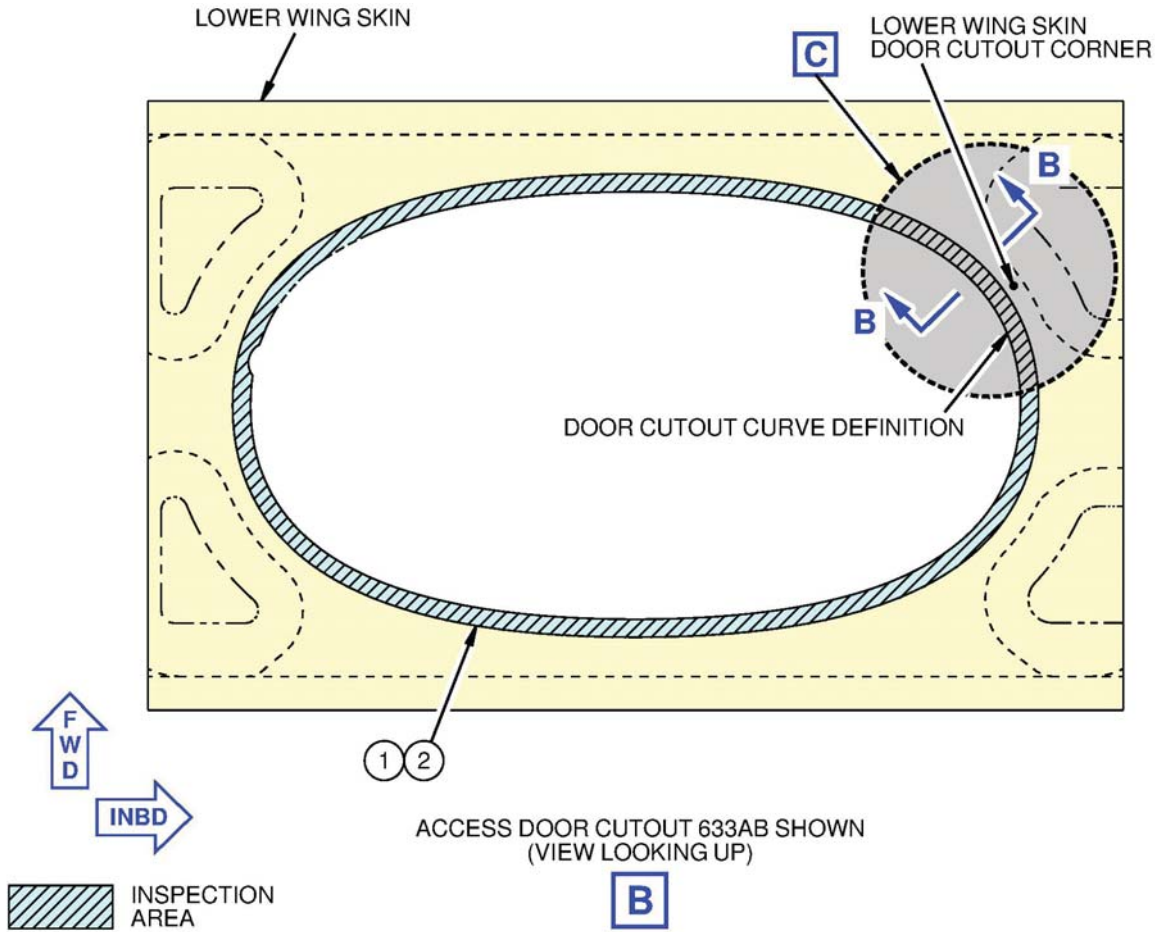 LOWER WING SKIN
C
LOWER WING SKIN
DOOR CUTOUT CORNER
B
B
DOOR CUTOUT CURVE DEFINITION
F
W
D
1 2
INBD
ACCESS DOOR CUTOUT 633AB SHOWN
(VIEW LOOKING UP)
B
INSPECTION
AREA